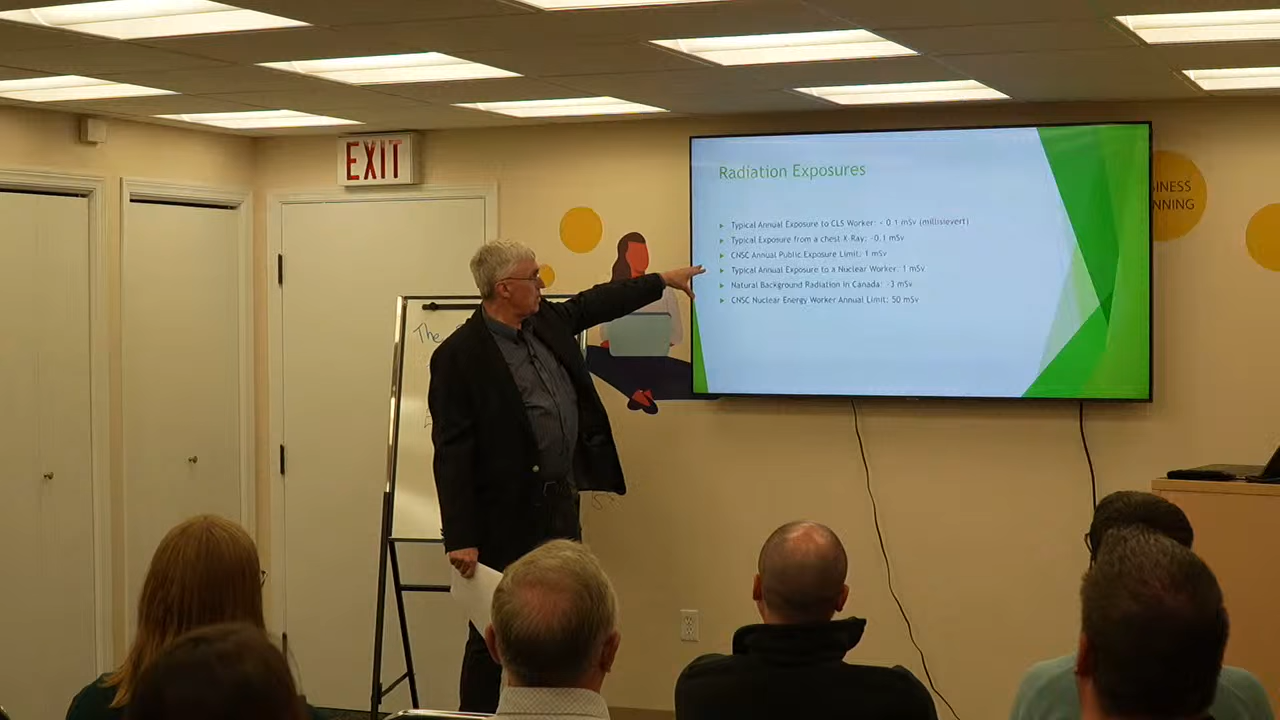 EXIT
Radiation Exposures
Typical Annual Exposure to CLS Worker: ~ 0.1 mSv (millisievert)
Typical Exposure from a chest X-Ray: ~0.1 mSv
CNSC Annual Public Exposure Limit: 1 mSv
Typical Annual Exposure to a Nuclear Worker: 1 mSv
Natural Background Radiation in Canada: ~3 mSv
CNSC Nuclear Energy Worker Annual Limit: 50 mSv
INESS
NNING
The